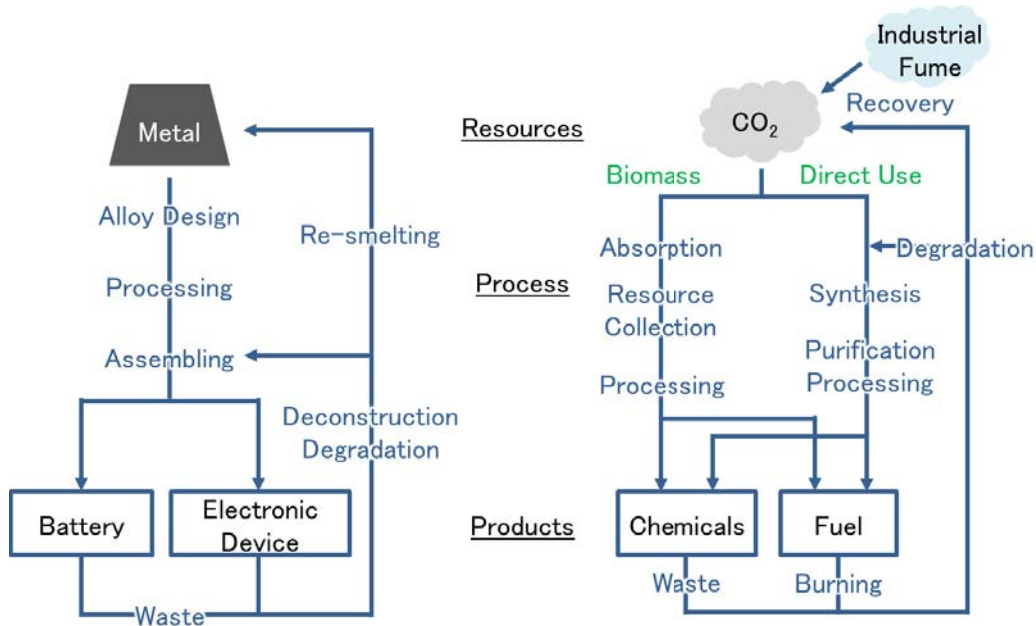 Industrial
Fume
Metal
Resources
CO₂
Recovery
Biomass
Direct Use
Alloy Design
Re-smelting
Absorption
Degradation
Process
Processing
Resource
Collection
Synthesis
Assembling
Purification
Processing
Processing
Deconstruction
Degradation
Battery
Electronic
Device
Products
Chemicals
Fuel
Waste
Waste
Burning